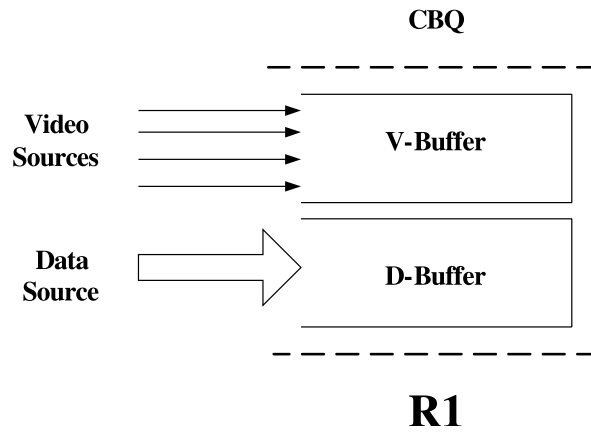 CBQ
Video
Sources
V-Buffer
Data
Source
D-Buffer
R1